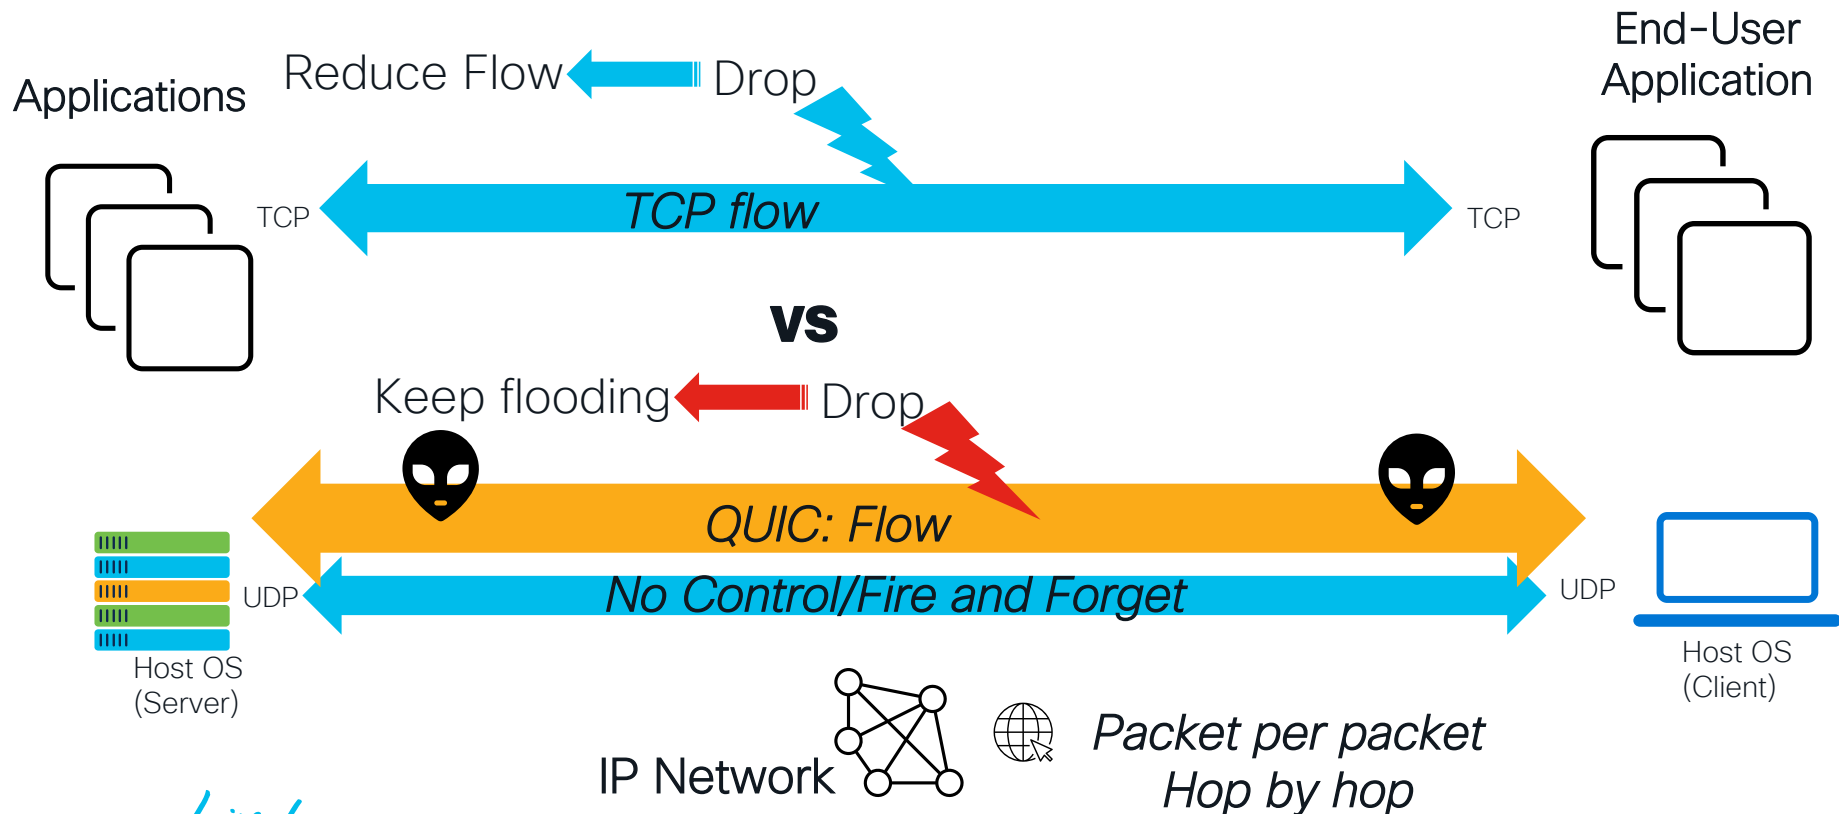 End-User
Application
Applications
Reduce Flow
Drop
TCP
TCP flow
TCP
vs
Keep flooding
Drop
QUIC: Flow
UDP
No Control/Fire and Forget
UDP
Host OS
(Server)
Host OS
(Client)
IP Network
Packet per packet
Hop by hop